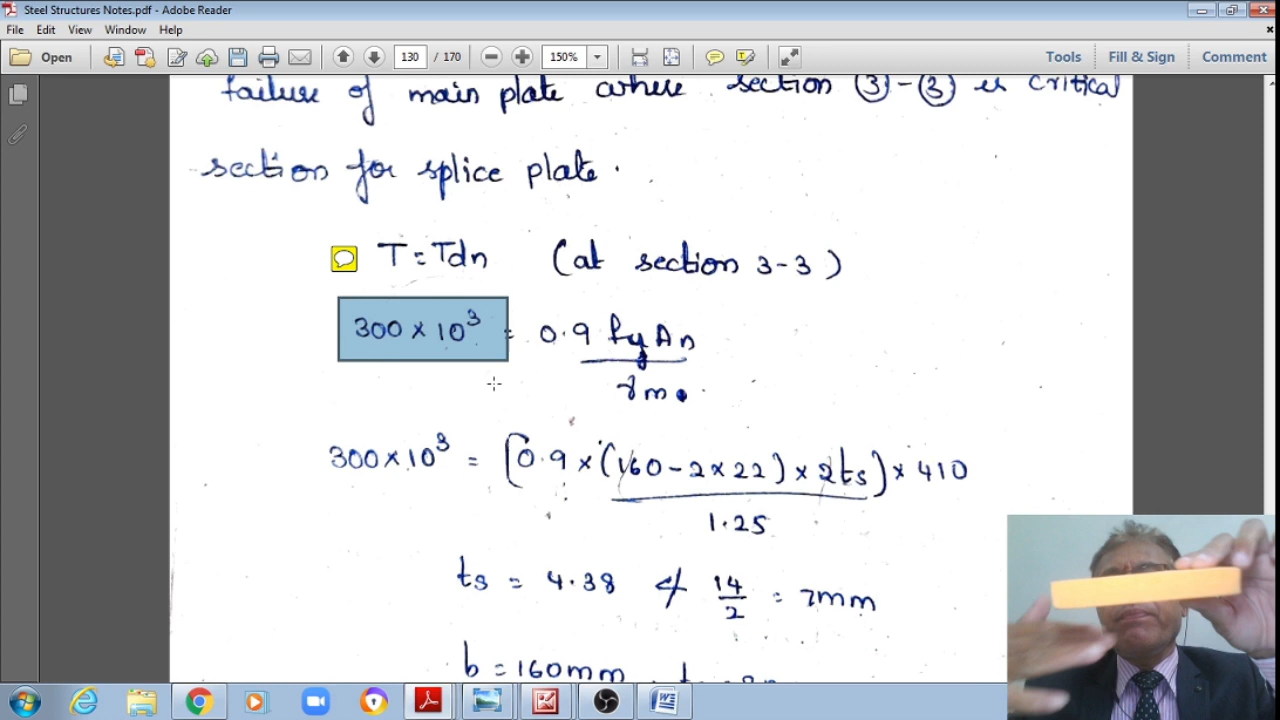 Steel Structures Notes.pdf - Adobe Reader
File Edit View Window Help
Open 130 / 170 150% Tools Fill & Sign Comment
failure of main plate where section (3)-(3) is critical
section for splice plate.
T = Tdn (at section 3-3)
300 × 10³ = 0.9 fy An
γm0
300 × 10³ = [0.9 × (160 - 2 × 22) × 2ts] × 410
1.25
ts = 4.38 ≮ 14/2 = 7mm
b = 160mm